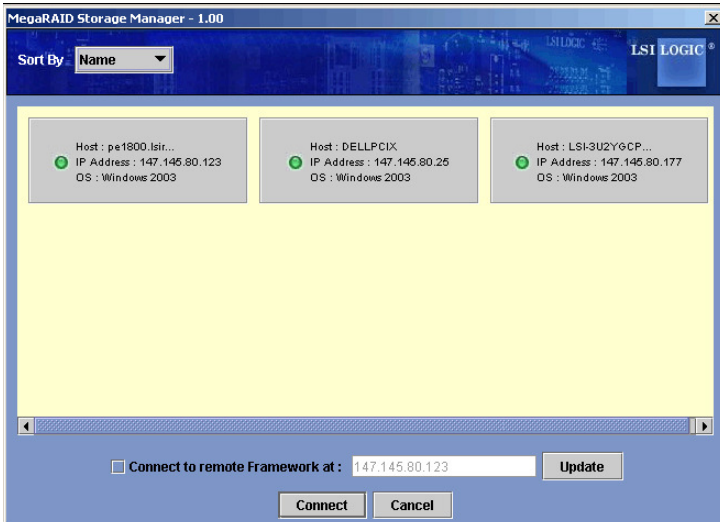 MegaRAID Storage Manager - 1.00
Sort By Name
LSI LOGIC
LSI LOGIC ®
Host : pe1800.lsir...
IP Address : 147.145.80.123
OS : Windows 2003
Host : DELLPCIX
IP Address : 147.145.80.25
OS : Windows 2003
Host : LSI-3U2YGCP...
IP Address : 147.145.80.177
OS : Windows 2003
Connect to remote Framework at : 147.145.80.123 Update
Connect Cancel